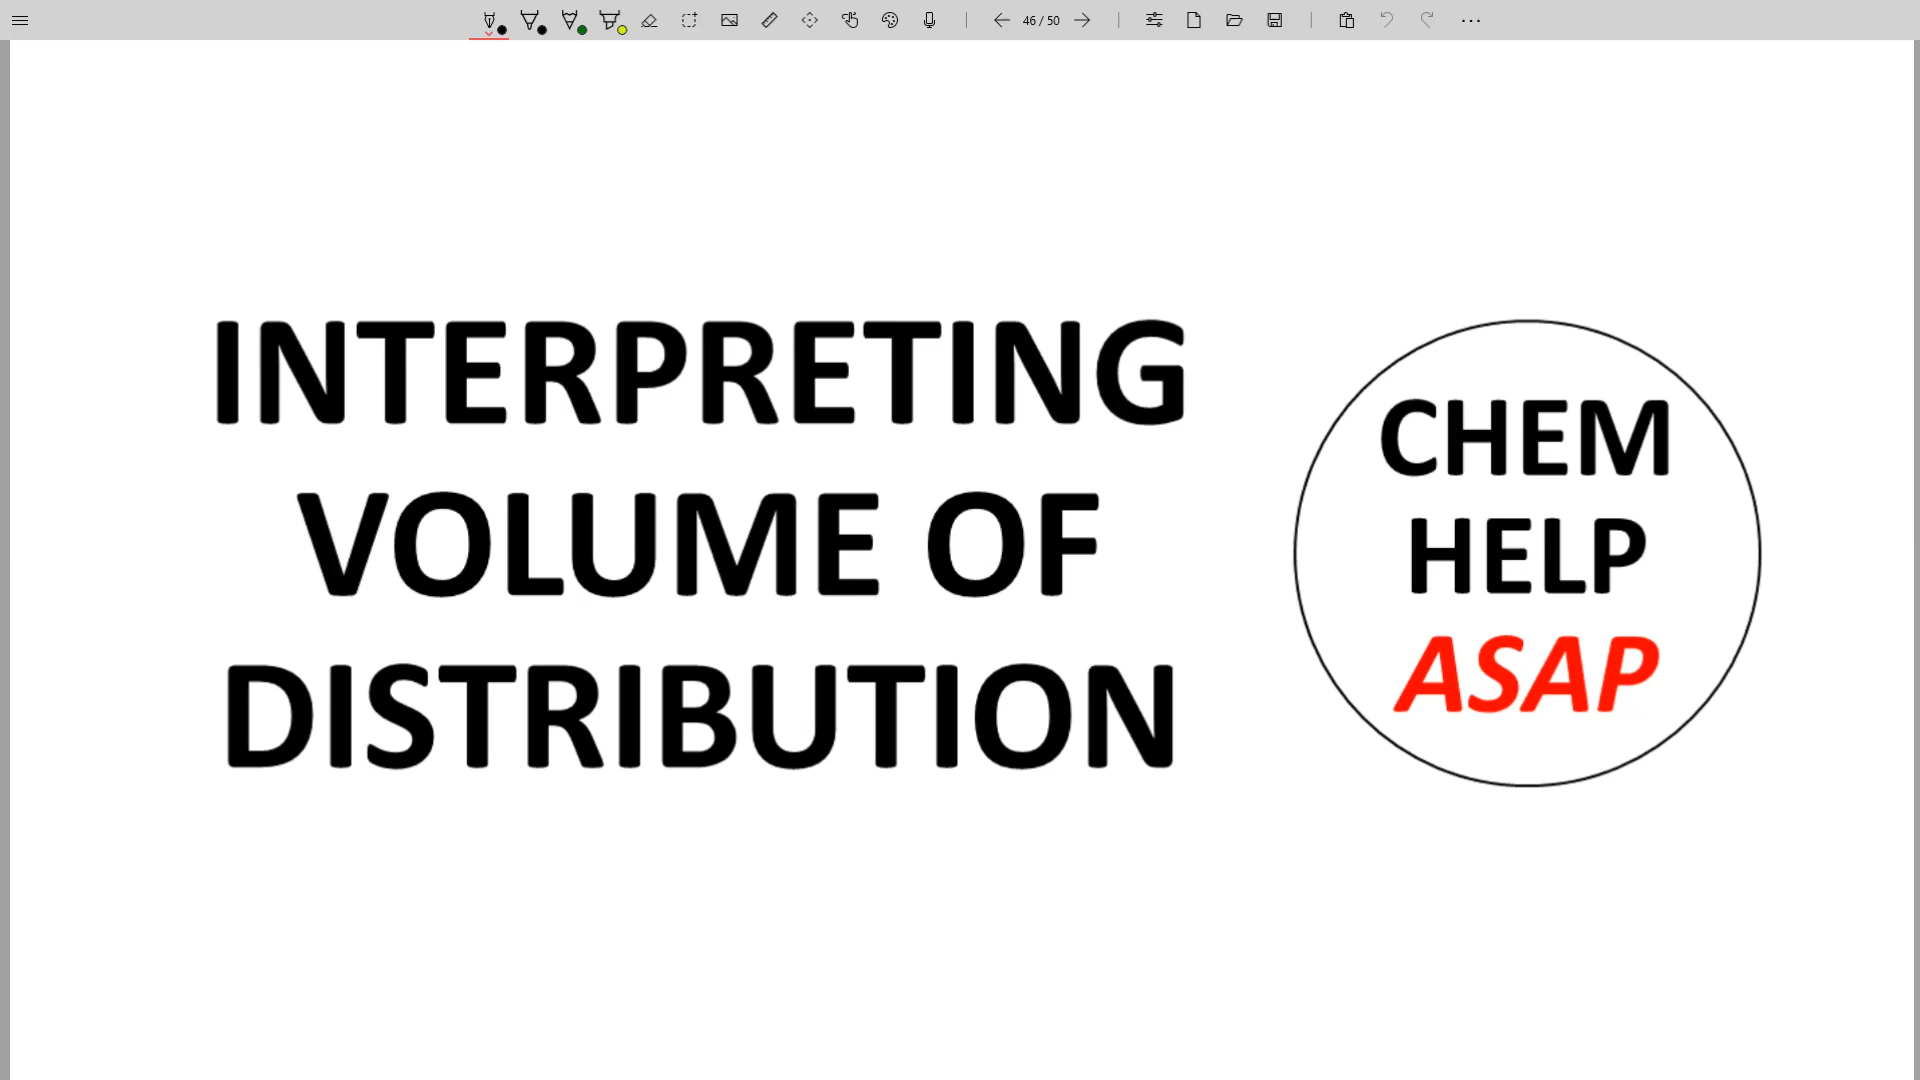 46 / 50
INTERPRETING
VOLUME OF
DISTRIBUTION
CHEM
HELP
ASAP